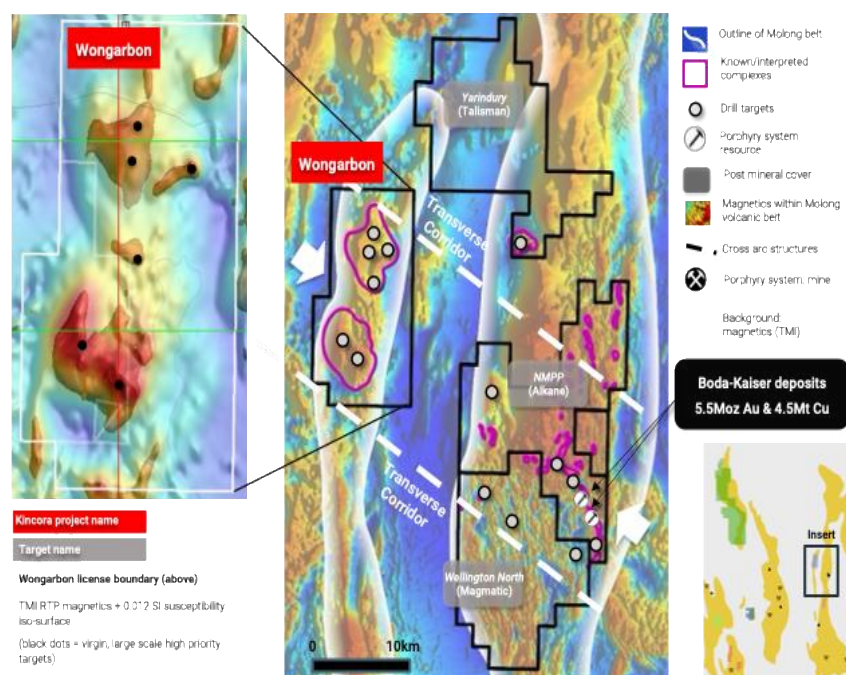 Wongarbon
Yarindury
(Talisman)
Wongarbon
Transverse
Corridor
NMPP
(Alkane)
Transverse
Corridor
Wellington North
(Magmatic)
0 10km
Outline of Molong belt
Known/interpreted
complexes
Drill targets
Porphyry system
resource
Post mineral cover
Magnetics within Molong
volcanic belt
Cross arc structures
Porphyry system, mine
Background:
magnetics (TMI)
Boda-Kaiser deposits
5.5Moz Au & 4.5Mt Cu
Insert
Kincora project name
Target name
Wongarbon license boundary (above)
TMI RTP magnetics + 0.012 SI susceptibility
iso-surface
(black dots = virgin, large scale high priority
targets)